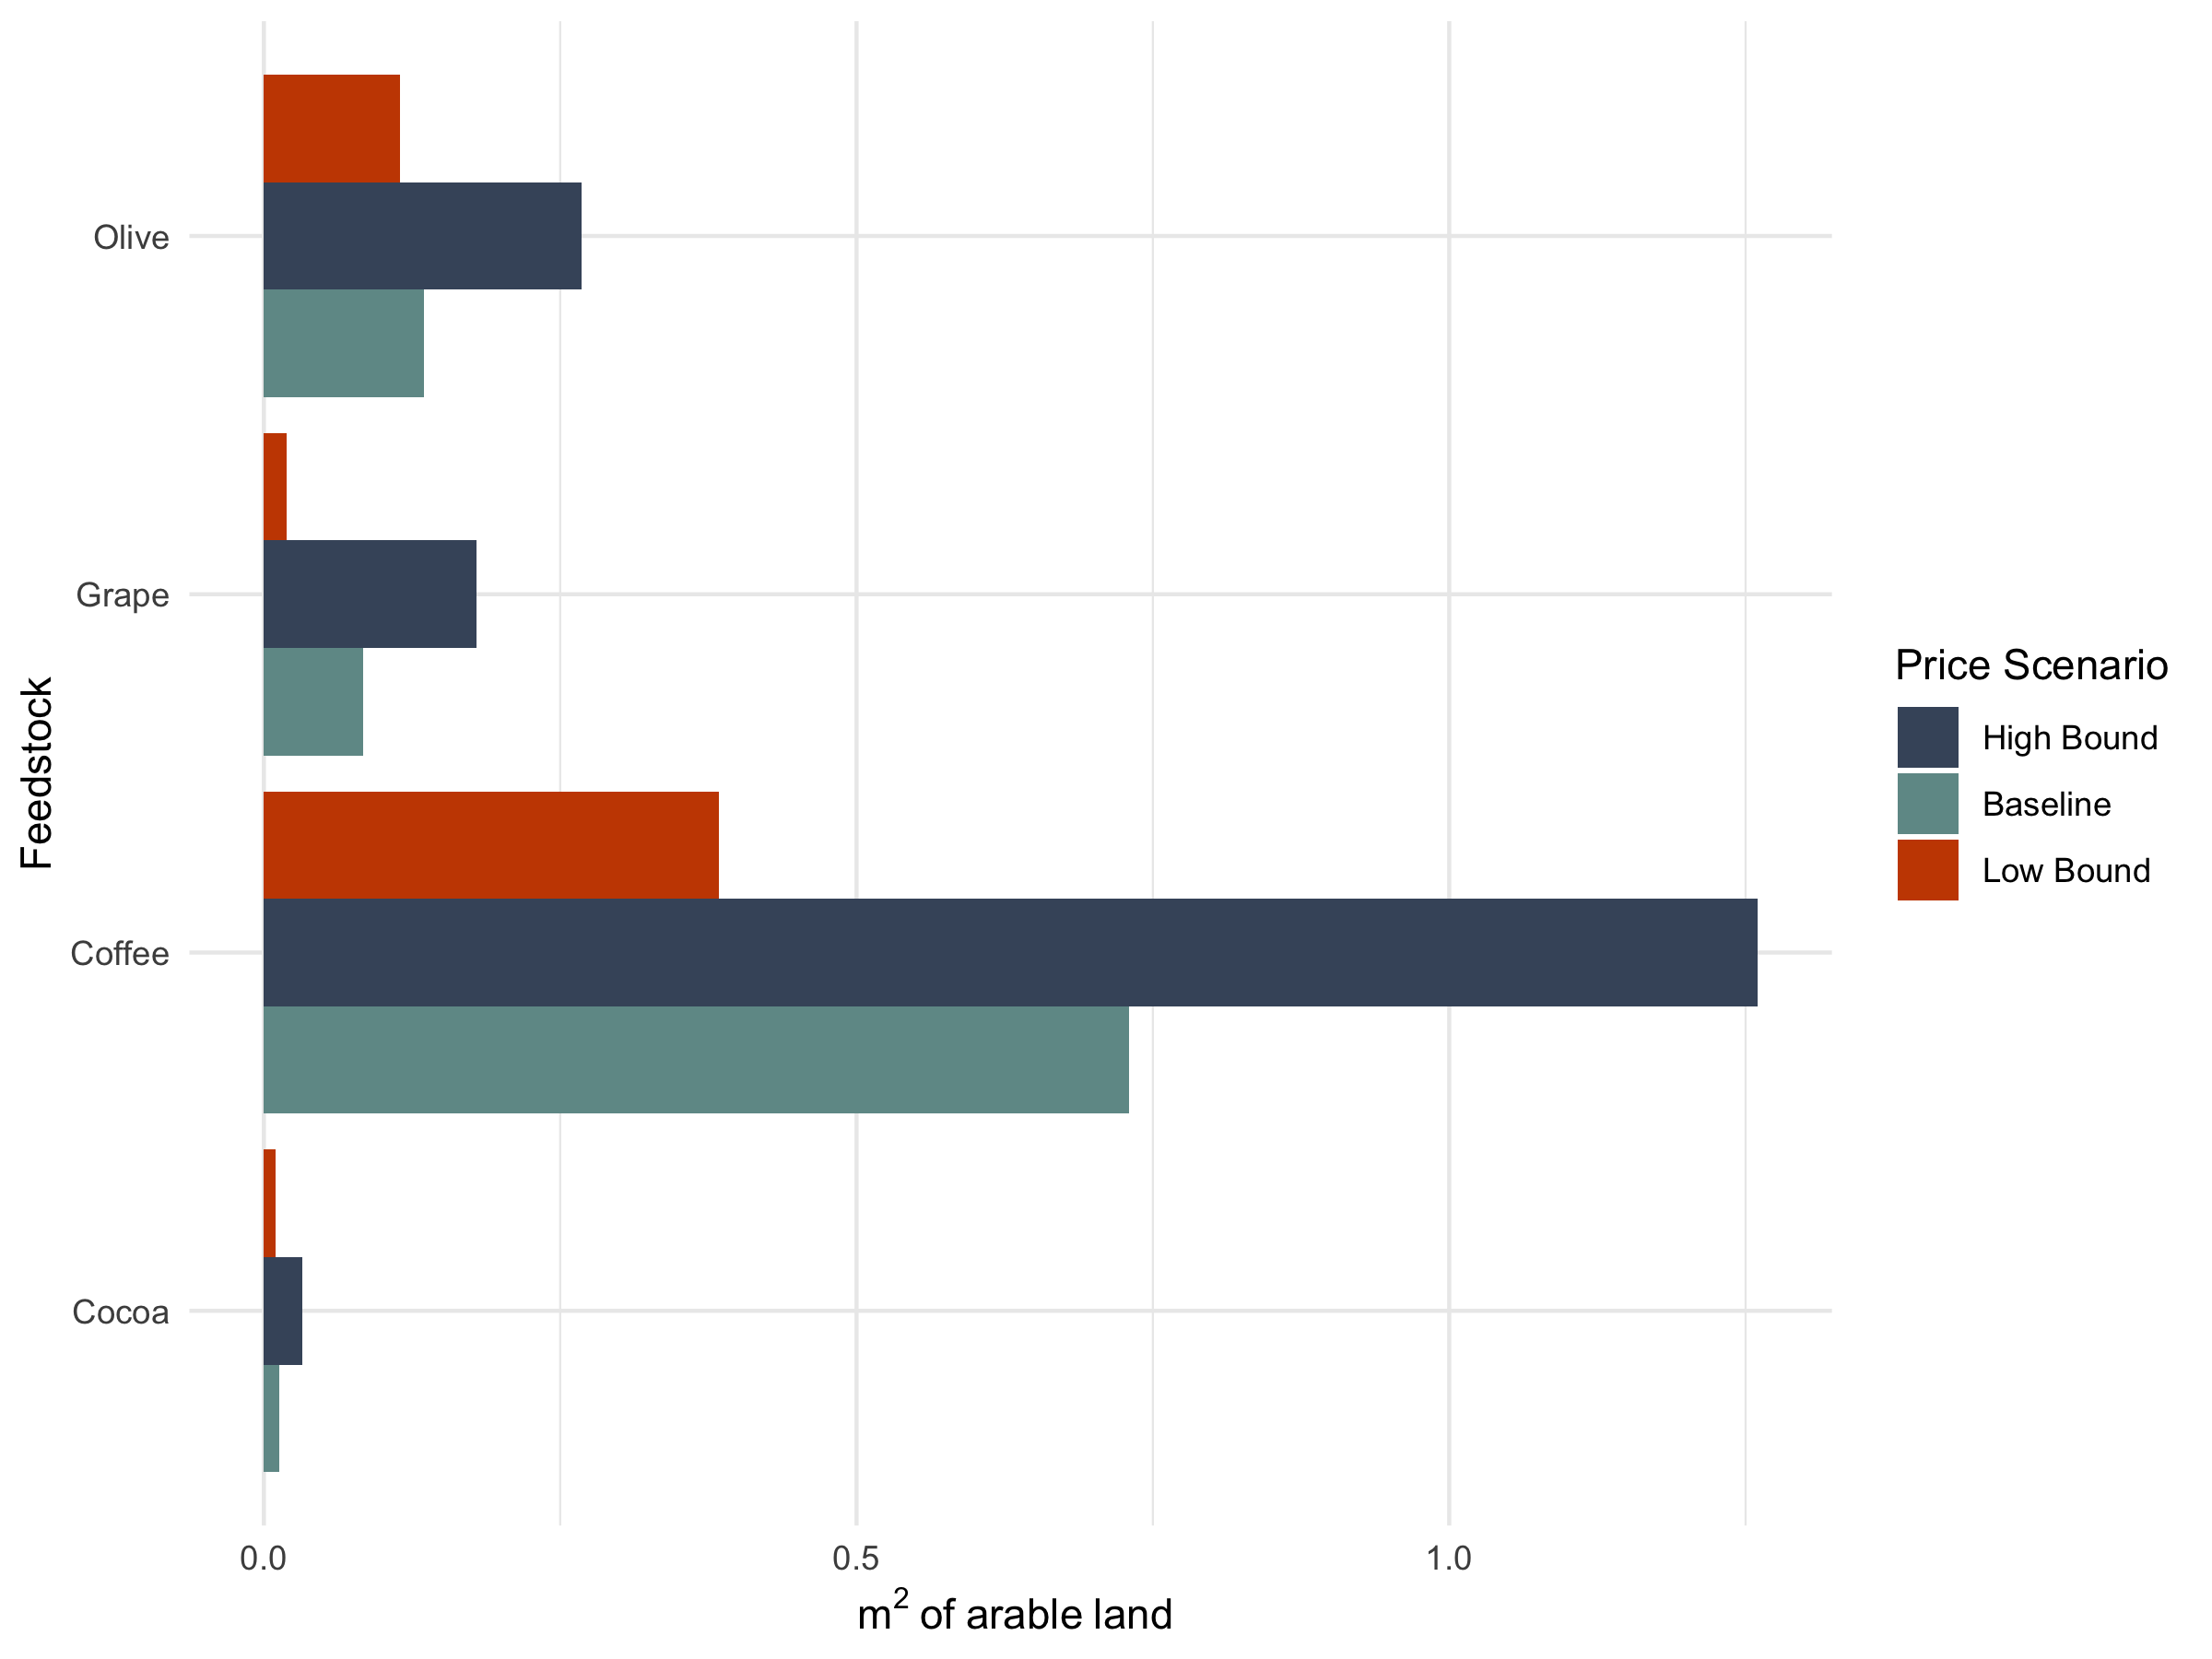 Feedstock
Olive
Grape
Coffee
Cocoa
0.0 0.5 1.0
m² of arable land
Price Scenario
High Bound
Baseline
Low Bound